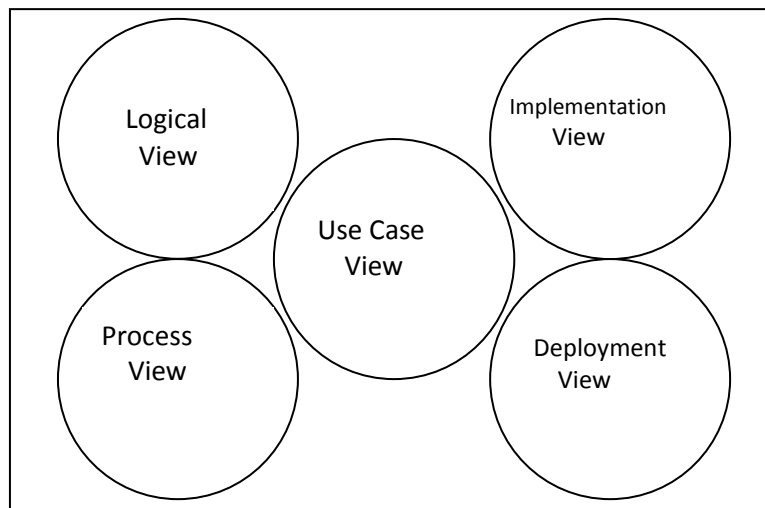 Logical
View
Implementation
View
Use Case
View
Process
View
Deployment
View